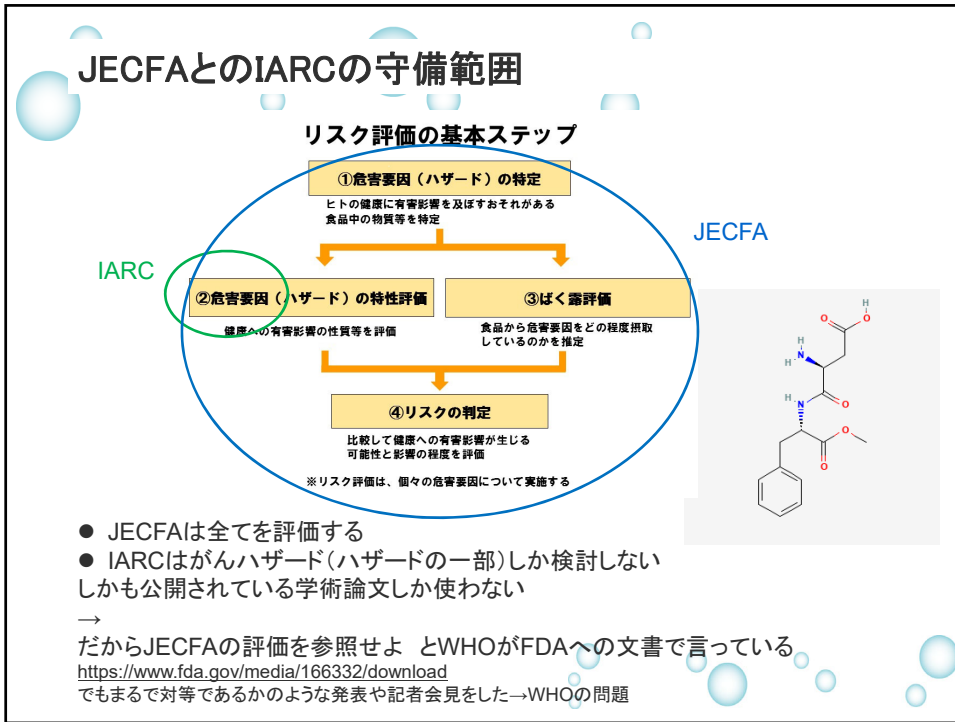 JECFAとのIARCの守備範囲
リスク評価の基本ステップ
①危害要因（ハザード）の特定
ヒトの健康に有害影響を及ぼすおそれがある
食品中の物質等を特定
JECFA
IARC
②危害要因（ハザード）の特性評価
健康への有害影響の性質等を評価
③ばく露評価
食品から危害要因をどの程度摂取
しているのかを推定
④リスクの判定
比較して健康への有害影響が生じる
可能性と影響の程度を評価
※リスク評価は、個々の危害要因について実施する
H
O
O
H
N
H
H
N
O
O
O
● JECFAは全てを評価する
● IARCはがんハザード（ハザードの一部）しか検討しない
しかも公開されている学術論文しか使わない
→
だからJECFAの評価を参照せよ　とWHOがFDAへの文書で言っている
https://www.fda.gov/media/166332/download
でもまるで対等であるかのような発表や記者会見をした→WHOの問題